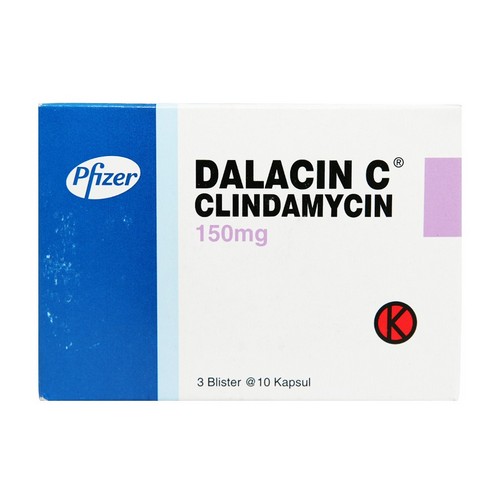 Pfizer
DALACIN C®
CLINDAMYCIN
150mg
K
3 Blister @ 10 Kapsul